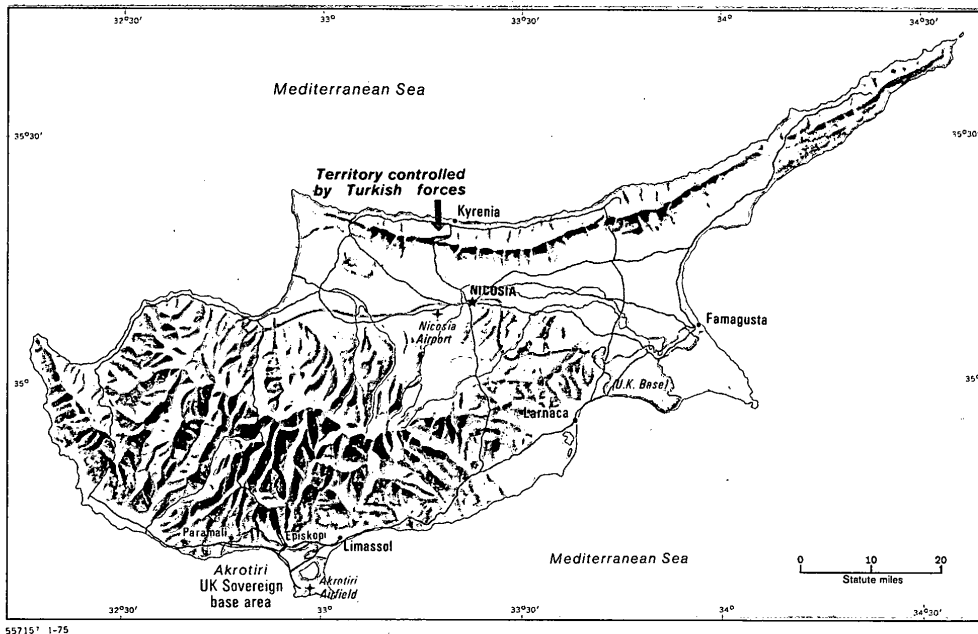 32°30' 33° 33°30' 34° 34°30'
Mediterranean Sea
35°30' 35°30'
Territory controlled
by Turkish forces
Kyrenia
NICOSIA
Nicosia
Airport
Famagusta
35° 35°
(U.K. Base)
Larnaca
Paramali
Episkopi
Limassol
Mediterranean Sea
Akrotiri
UK Sovereign
base area
Akrotiri
Airfield
0 10 20
Statute miles
32°30' 33° 33°30' 34° 34°30'
55715 1-75